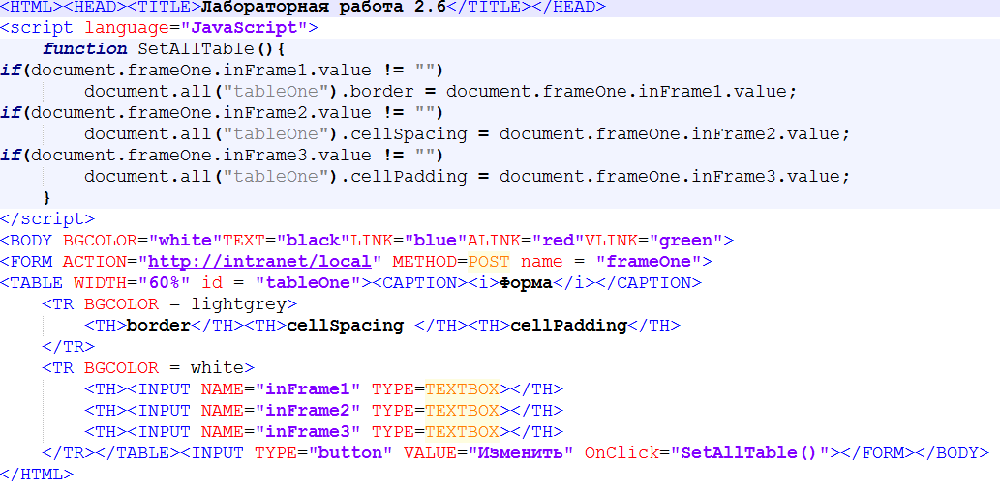 <HTML><HEAD><TITLE>Лабораторная работа 2.6</TITLE></HEAD>
<script language="JavaScript">
function SetAllTable(){
if(document.frameOne.inFrame1.value != "")
document.all("tableOne").border = document.frameOne.inFrame1.value;
if(document.frameOne.inFrame2.value != "")
document.all("tableOne").cellSpacing = document.frameOne.inFrame2.value;
if(document.frameOne.inFrame3.value != "")
document.all("tableOne").cellPadding = document.frameOne.inFrame3.value;
}
</script>
<BODY BGCOLOR="white"TEXT="black"LINK="blue"ALINK="red"VLINK="green">
<FORM ACTION="http://intranet/local" METHOD=POST name = "frameOne">
<TABLE WIDTH="60%" id = "tableOne"><CAPTION><i>Форма</i></CAPTION>
<TR BGCOLOR = lightgrey>
<TH>border</TH><TH>cellSpacing </TH><TH>cellPadding</TH>
</TR>
<TR BGCOLOR = white>
<TH><INPUT NAME="inFrame1" TYPE=TEXTBOX></TH>
<TH><INPUT NAME="inFrame2" TYPE=TEXTBOX></TH>
<TH><INPUT NAME="inFrame3" TYPE=TEXTBOX></TH>
</TR></TABLE><INPUT TYPE="button" VALUE="Изменить" OnClick="SetAllTable()"></FORM></BODY>
</HTML>